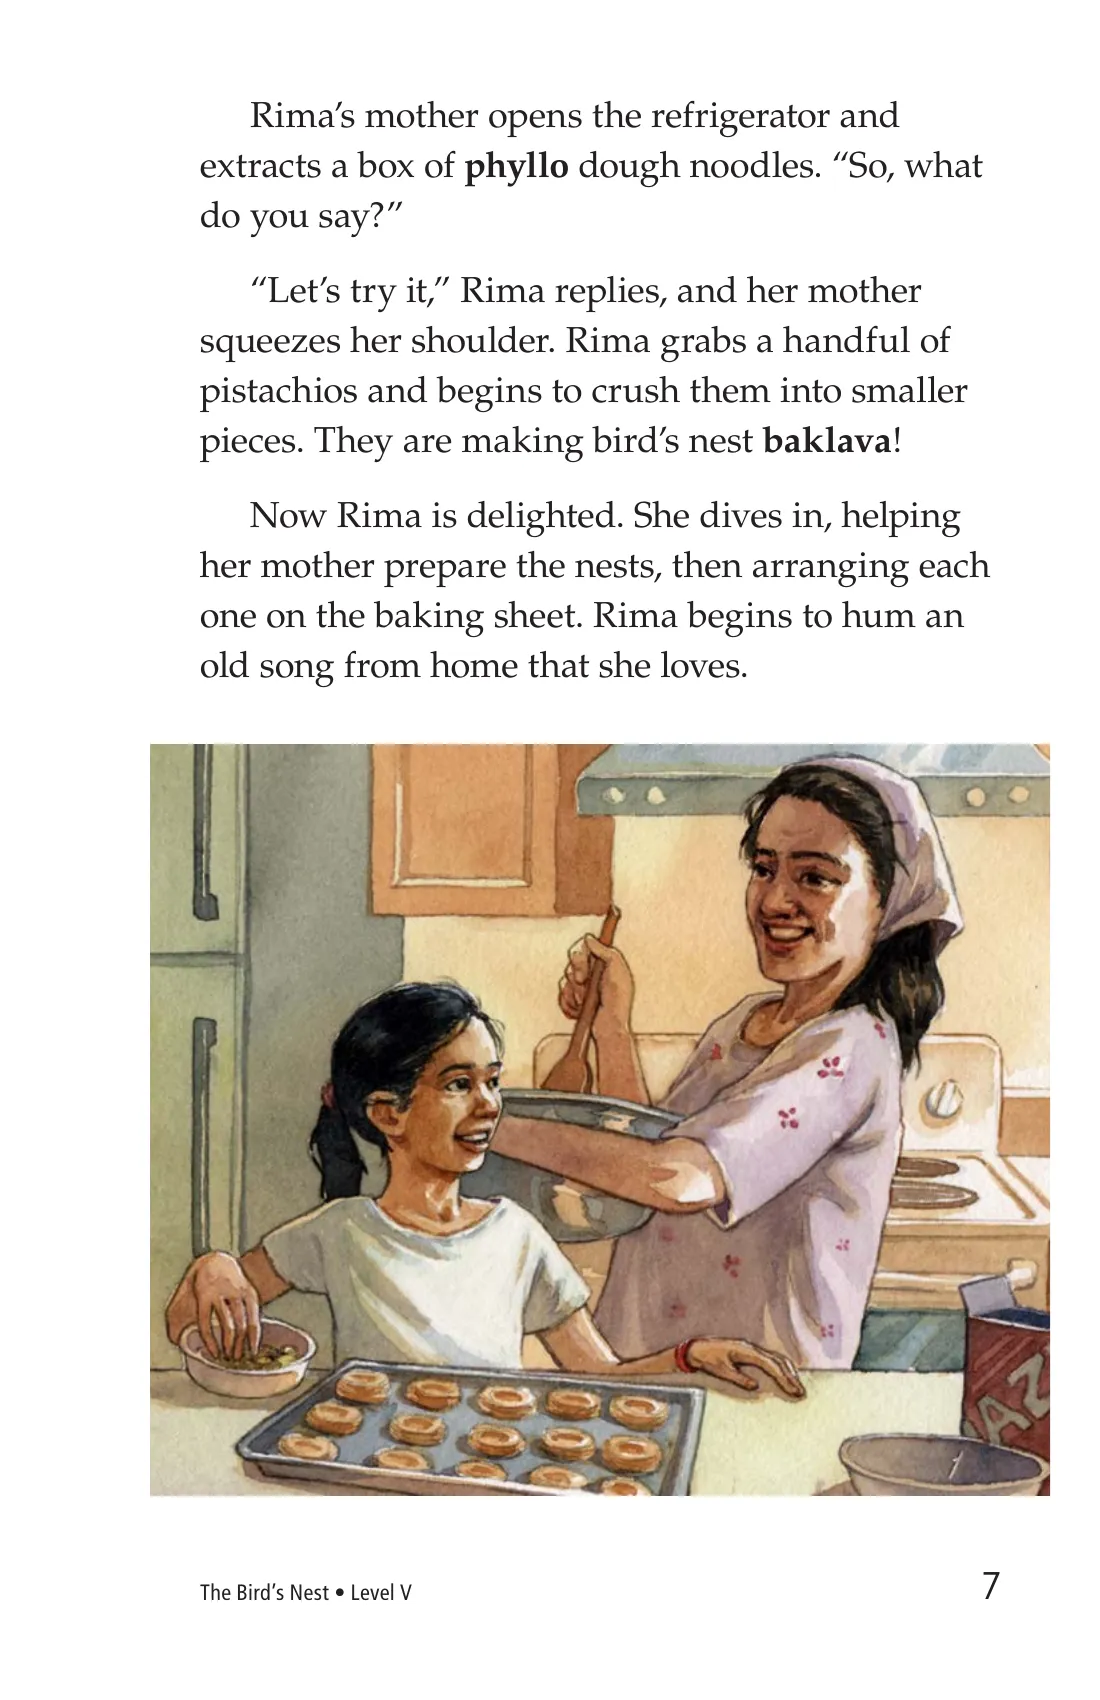 Rima’s mother opens the refrigerator and
extracts a box of phyllo dough noodles. “So, what
do you say?”
“Let’s try it,” Rima replies, and her mother
squeezes her shoulder. Rima grabs a handful of
pistachios and begins to crush them into smaller
pieces. They are making bird’s nest baklava!
Now Rima is delighted. She dives in, helping
her mother prepare the nests, then arranging each
one on the baking sheet. Rima begins to hum an
old song from home that she loves.
AZ
The Bird’s Nest • Level V
7